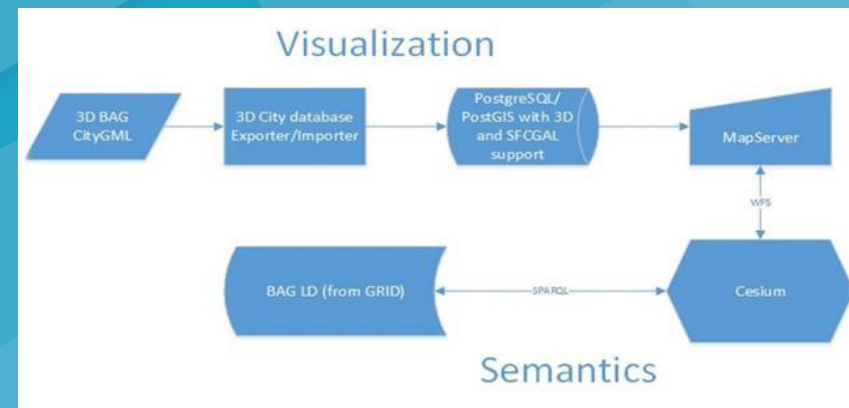 Visualization
3D BAG
CityGML
3D City database
Exporter/Importer
PostgreSQL/
PostGIS with 3D
and SFCGAL
support
MapServer
WFS
BAG LD (from GRID)
SPARQL
Cesium
Semantics